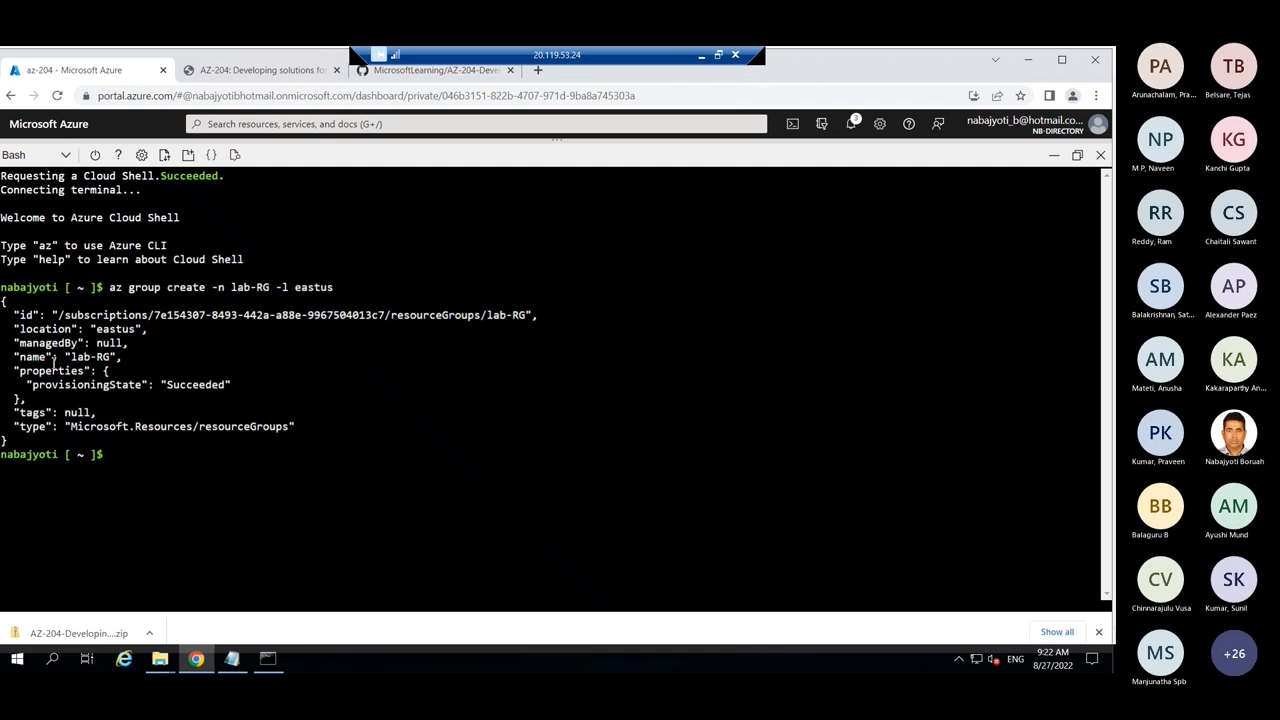 20.119.53.24
az-204 - Microsoft Azure
AZ-204: Developing solutions fo
MicrosoftLearning/AZ-204-Deve
portal.azure.com/#@nabajyotibhotmail.onmicrosoft.com/dashboard/private/046b3151-822b-4707-971d-9ba8a745303a
Microsoft Azure
Search resources, services, and docs (G+/)
3
nabajyoti_b@hotmail.co...
NB-DIRECTORY
Bash
Requesting a Cloud Shell.Succeeded.
Connecting terminal...
Welcome to Azure Cloud Shell
Type "az" to use Azure CLI
Type "help" to learn about Cloud Shell
nabajyoti [ ~ ]$ az group create -n lab-RG -l eastus
{
"id": "/subscriptions/7e154307-8493-442a-a88e-9967504013c7/resourceGroups/lab-RG",
"location": "eastus",
"managedBy": null,
"name": "lab-RG",
"properties": {
"provisioningState": "Succeeded"
},
"tags": null,
"type": "Microsoft.Resources/resourceGroups"
}
nabajyoti [ ~ ]$
AZ-204-Developin....zip
Show all
ENG
9:22 AM
8/27/2022
PA
Arunachalam, Pra...
TB
Belsare, Tejas
NP
M P, Naveen
KG
Kanchi Gupta
RR
Reddy, Ram
CS
Chaitali Sawant
SB
Balakrishnan, Sat...
AP
Alexander Paez
AM
Mateti, Anusha
KA
Kakaraparthy An...
PK
Kumar, Praveen
Nabajyoti Boruah
BB
Balaguru B
AM
Ayushi Mund
CV
Chinnarajulu Vusa
SK
Kumar, Sunil
MS
Manjunatha Spb
+26